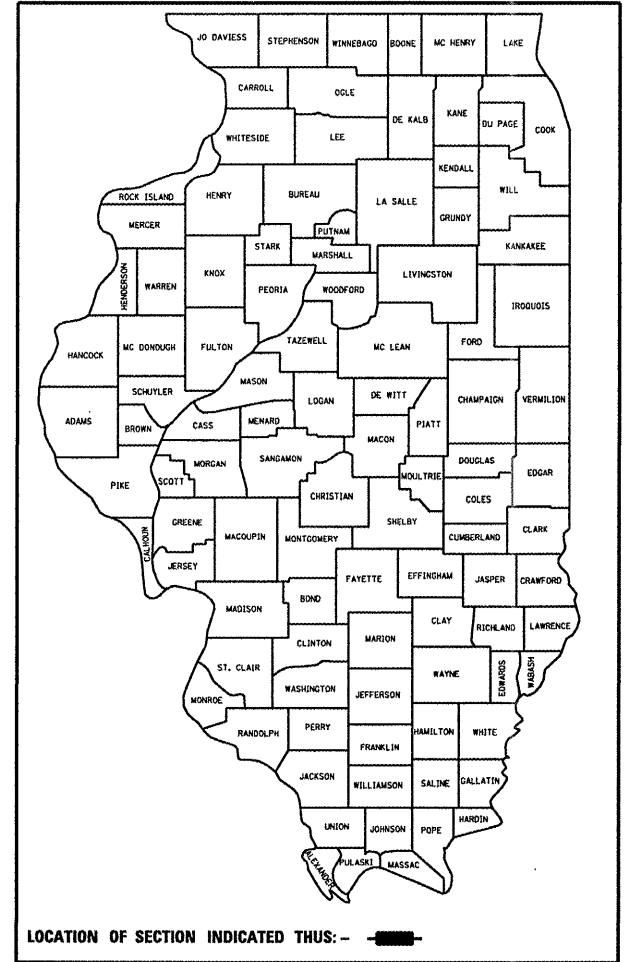 JO DAVIESS STEPHENSON WINNEBAGO BOONE MC HENRY LAKE
CARROLL OGLE DE KALB KANE DU PAGE COOK
WHITESIDE LEE
KENDALL WILL
ROCK ISLAND HENRY BUREAU LA SALLE GRUNDY
MERCER PUTNAM
STARK MARSHALL KANKAKEE
HENDERSON WARREN KNOX PEORIA WOODFORD LIVINGSTON
IROQUOIS
HANCOCK MC DONOUGH FULTON TAZEWELL MC LEAN FORD
MASON
SCHUYLER LOGAN DE WITT CHAMPAIGN VERMILION
ADAMS BROWN CASS MENARD PIATT
MACON
MORGAN SANGAMON DOUGLAS EDGAR
PIKE SCOTT CHRISTIAN MOULTRIE COLES
GREENE SHELBY
CALHOUN MACOUPIN MONTGOMERY CUMBERLAND CLARK
JERSEY FAYETTE EFFINGHAM JASPER CRAWFORD
MADISON BOND
CLAY RICHLAND LAWRENCE
CLINTON MARION
ST. CLAIR WAYNE EDWARDS WABASH
MONROE WASHINGTON JEFFERSON
RANDOLPH PERRY HAMILTON WHITE
FRANKLIN
JACKSON WILLIAMSON SALINE GALLATIN
HARDIN
UNION JOHNSON POPE
ALEXANDER PULASKI MASSAC
LOCATION OF SECTION INDICATED THUS: -